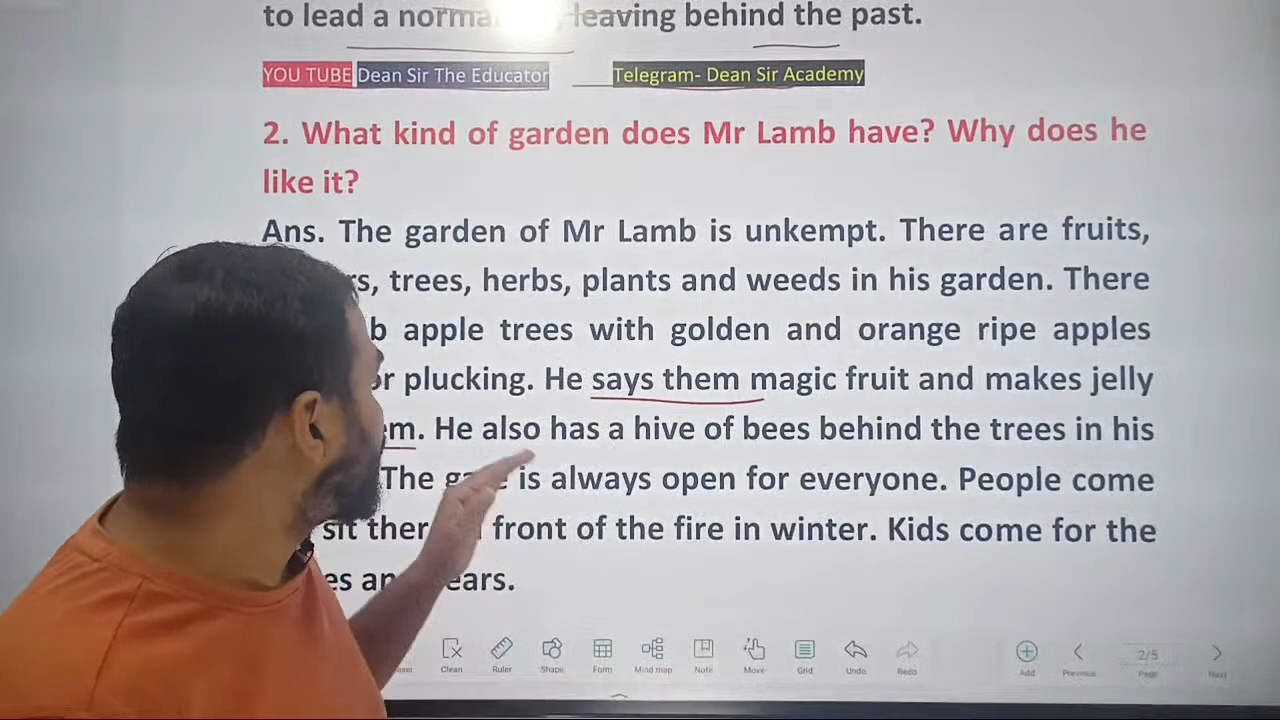 to lead a leaving behind the past.
YOU TUBE Dean Sir The Educator Telegram- Dean Sir Academy
2. What kind of garden does Mr Lamb have? Why does he
like it?
Ans. The garden of Mr Lamb is unkempt. There are fruits,
trees, herbs, plants and weeds in his garden. There
apple trees with golden and orange ripe apples
plucking. He says them magic fruit and makes jelly
He also has a hive of bees behind the trees in his
The is always open for everyone. People come
sit front of the fire in winter. Kids come for the
Clean Ruler Shape Form Mind map Note Move Grid Undo Redo Add Previous 2/5 Page Next